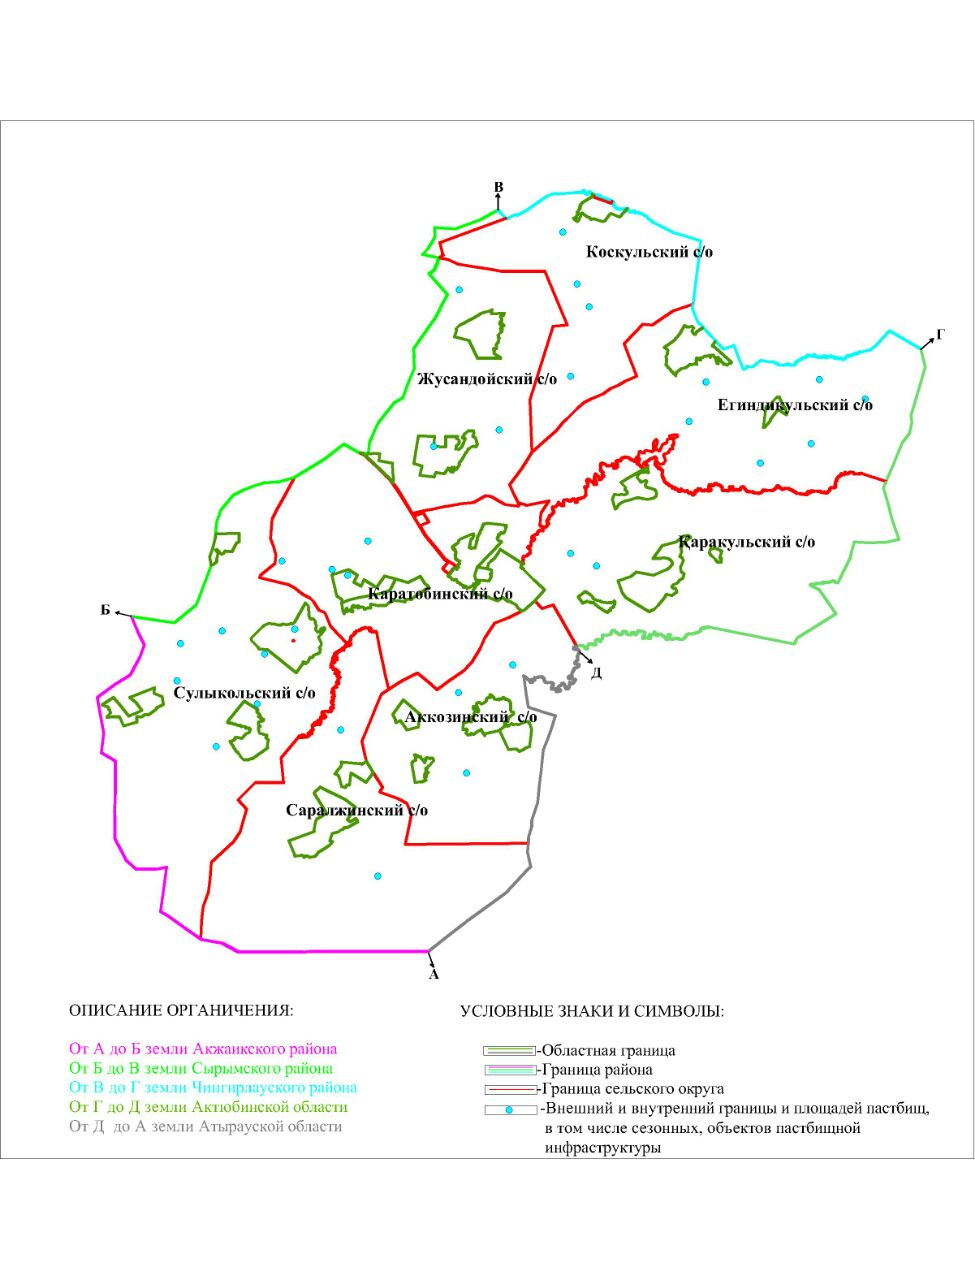 В
Коскульский с/о
Г
Жусандойский с/о
Егиндикульский с/о
Қаракульский с/о
Каратобинский с/о
Б
Д
Сулыкольский с/о
Аккозинский с/о
Саралжинский с/о
А
ОПИСАНИЕ ОРГАНИЧЕНИЯ:
От А до Б земли Акжаикского района
От Б до В земли Сырымского района
От В до Г земли Чингирлауского района
От Г до Д земли Актюбинской области
От Д до А земли Атырауской области
УСЛОВНЫЕ ЗНАКИ И СИМВОЛЫ:
-Областная граница
-Граница района
-Граница сельского округа
-Внешний и внутренний границы и площадей пастбищ,
в том числе сезонных, объектов пастбищной
инфраструктуры